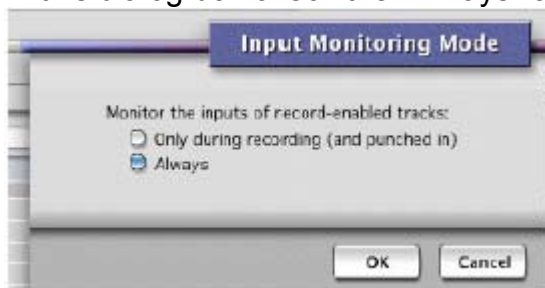 Input Monitoring Mode
Monitor the inputs of record-enabled tracks:
Only during recording (and punched in)
Always
OK
Cancel